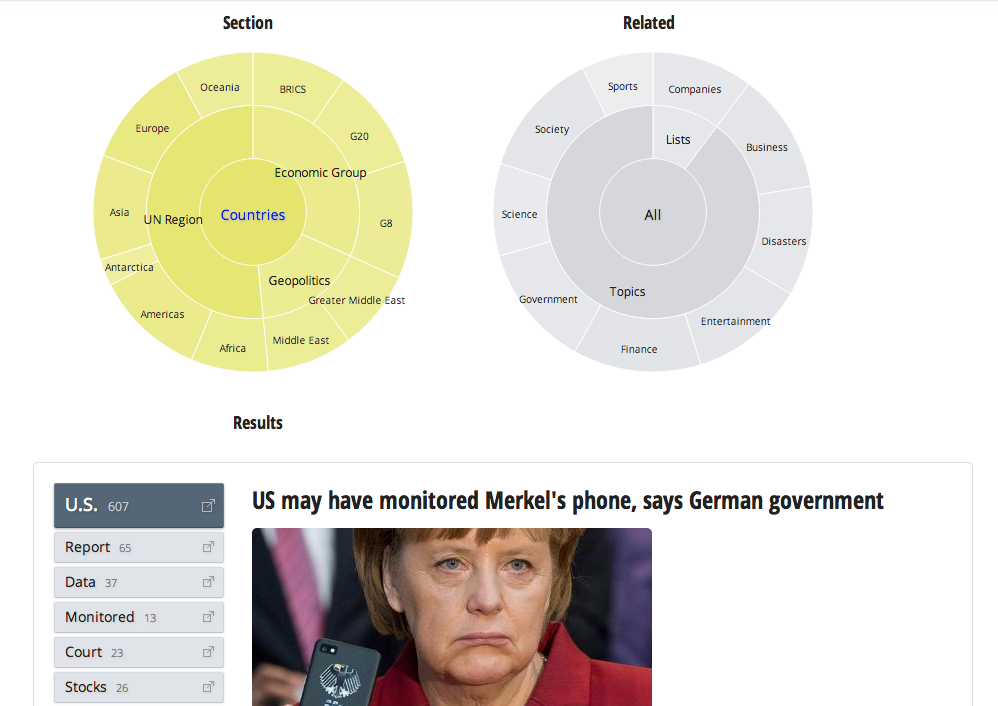 Section
Related
Oceania
BRICS
Europe
G20
Economic Group
Asia
UN Region
Countries
G8
Antarctica
Geopolitics
Greater Middle East
Americas
Middle East
Africa
Sports
Companies
Society
Lists
Business
Science
All
Disasters
Topics
Government
Entertainment
Finance
Results
U.S. 607
Report 65
Data 37
Monitored 13
Court 23
Stocks 26
US may have monitored Merkel's phone, says German government